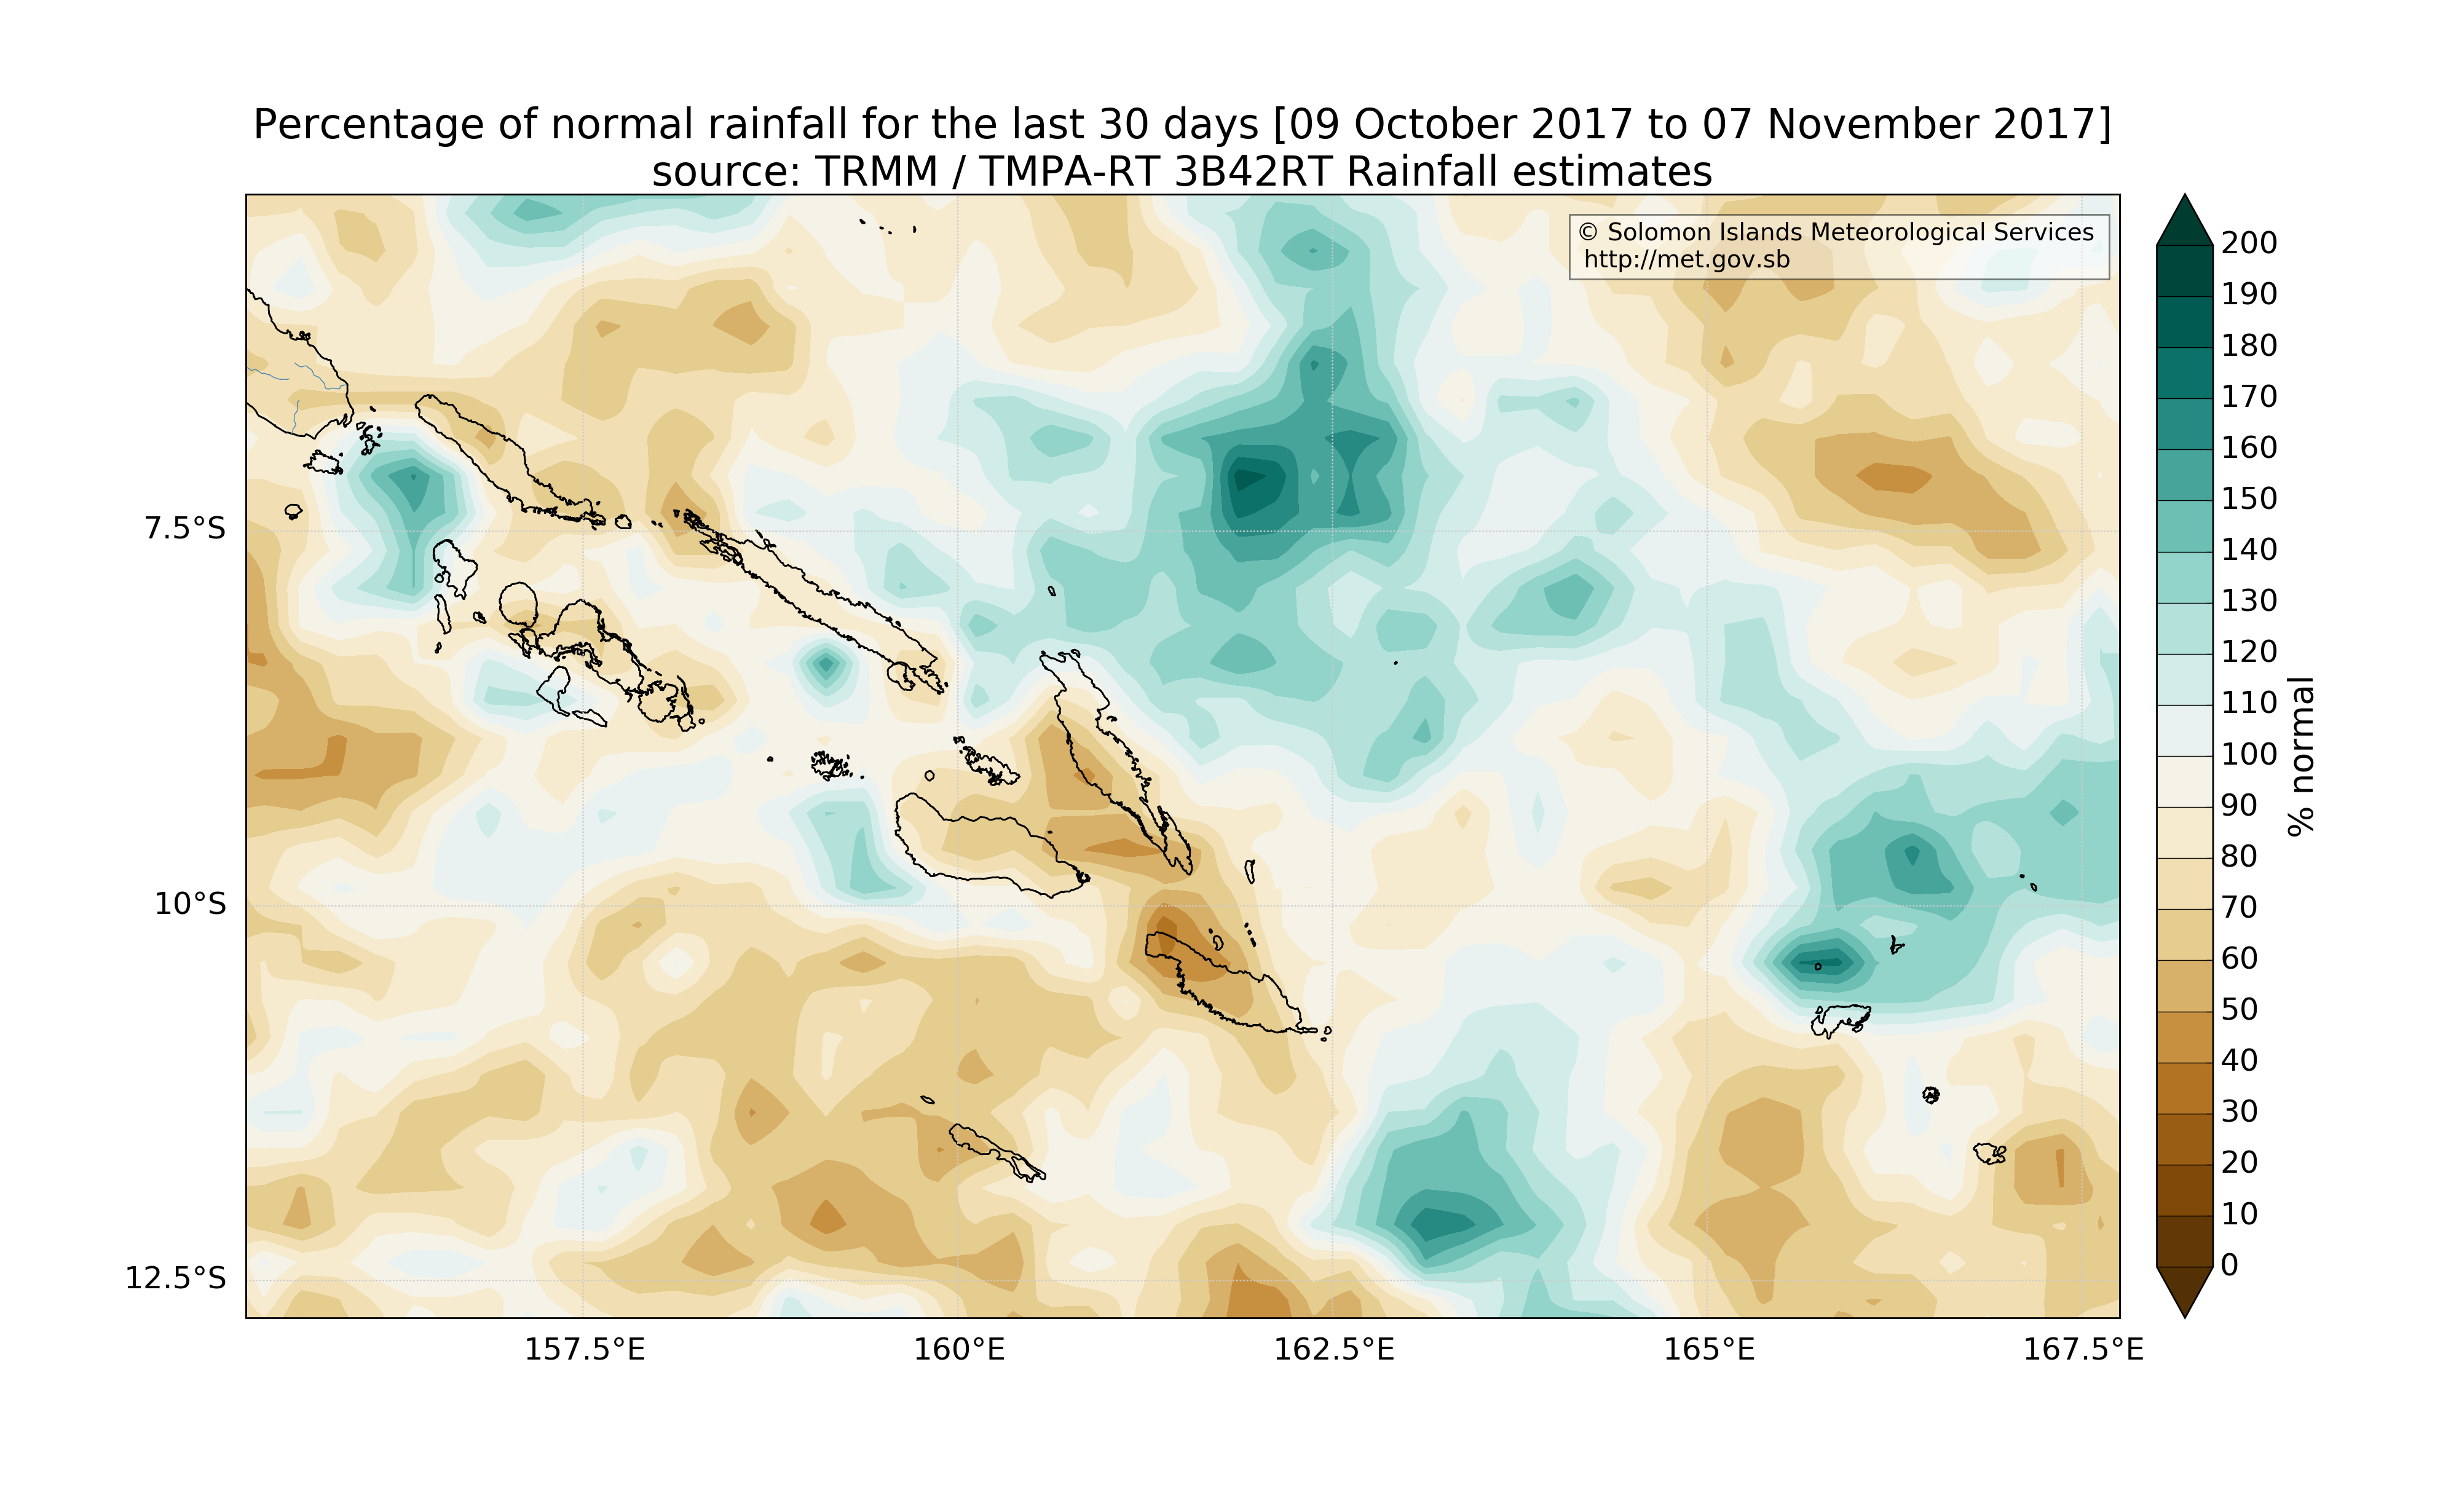 Percentage of normal rainfall for the last 30 days [09 October 2017 to 07 November 2017]
source: TRMM / TMPA-RT 3B42RT Rainfall estimates
© Solomon Islands Meteorological Services
http://met.gov.sb
7.5°S
10°S
12.5°S
157.5°E
160°E
162.5°E
165°E
167.5°E
200
190
180
170
160
150
140
130
120
110
100
90
80
70
60
50
40
30
20
10
0
% normal